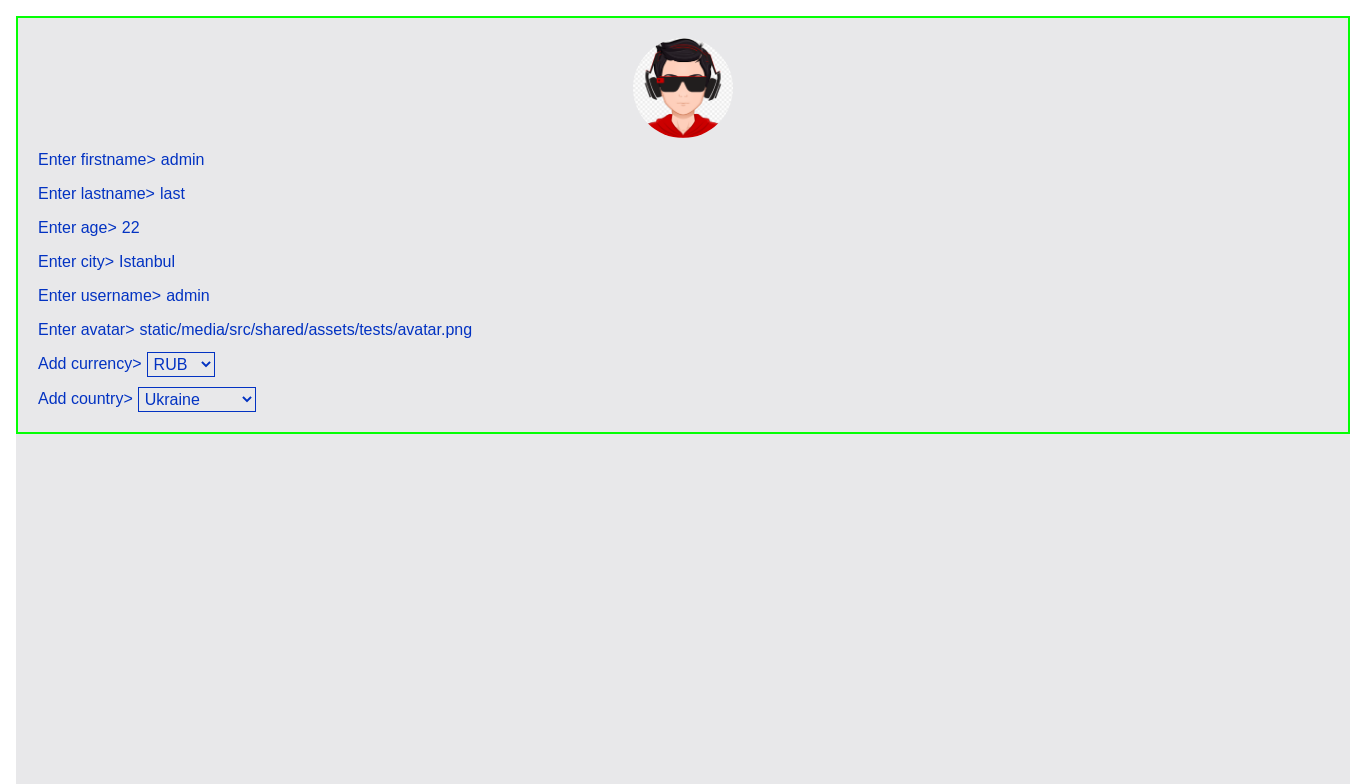 Enter firstname> admin
Enter lastname> last
Enter age> 22
Enter city> Istanbul
Enter username> admin
Enter avatar> static/media/src/shared/assets/tests/avatar.png
Add currency> RUB
Add country> Ukraine